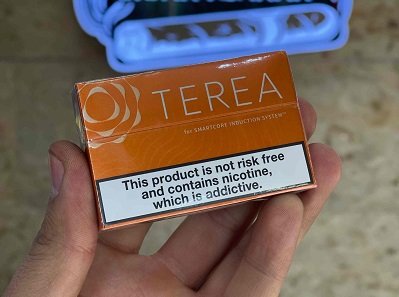 TEREA
for SMARTCORE INDUCTION SYSTEM™
This product is not risk free
and contains nicotine,
which is addictive.